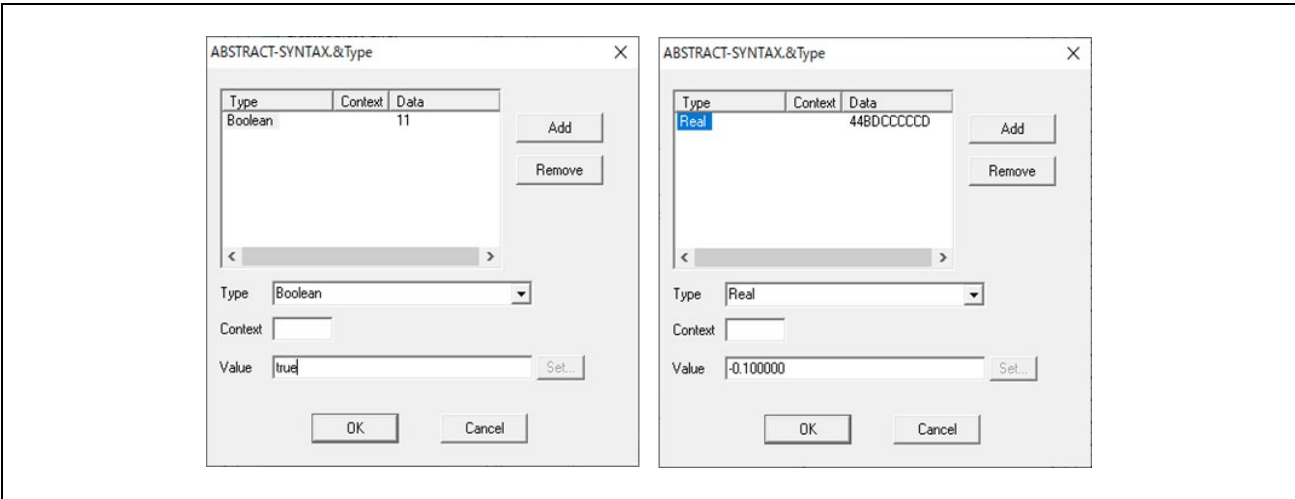 ABSTRACT-SYNTAX.&Type
Type Context Data
Boolean 11
Add
Remove
Type Boolean
Context
Value true Set...
OK Cancel
ABSTRACT-SYNTAX.&Type
Type Context Data
Real 44BDCCCCCD
Add
Remove
Type Real
Context
Value -0.100000 Set...
OK Cancel